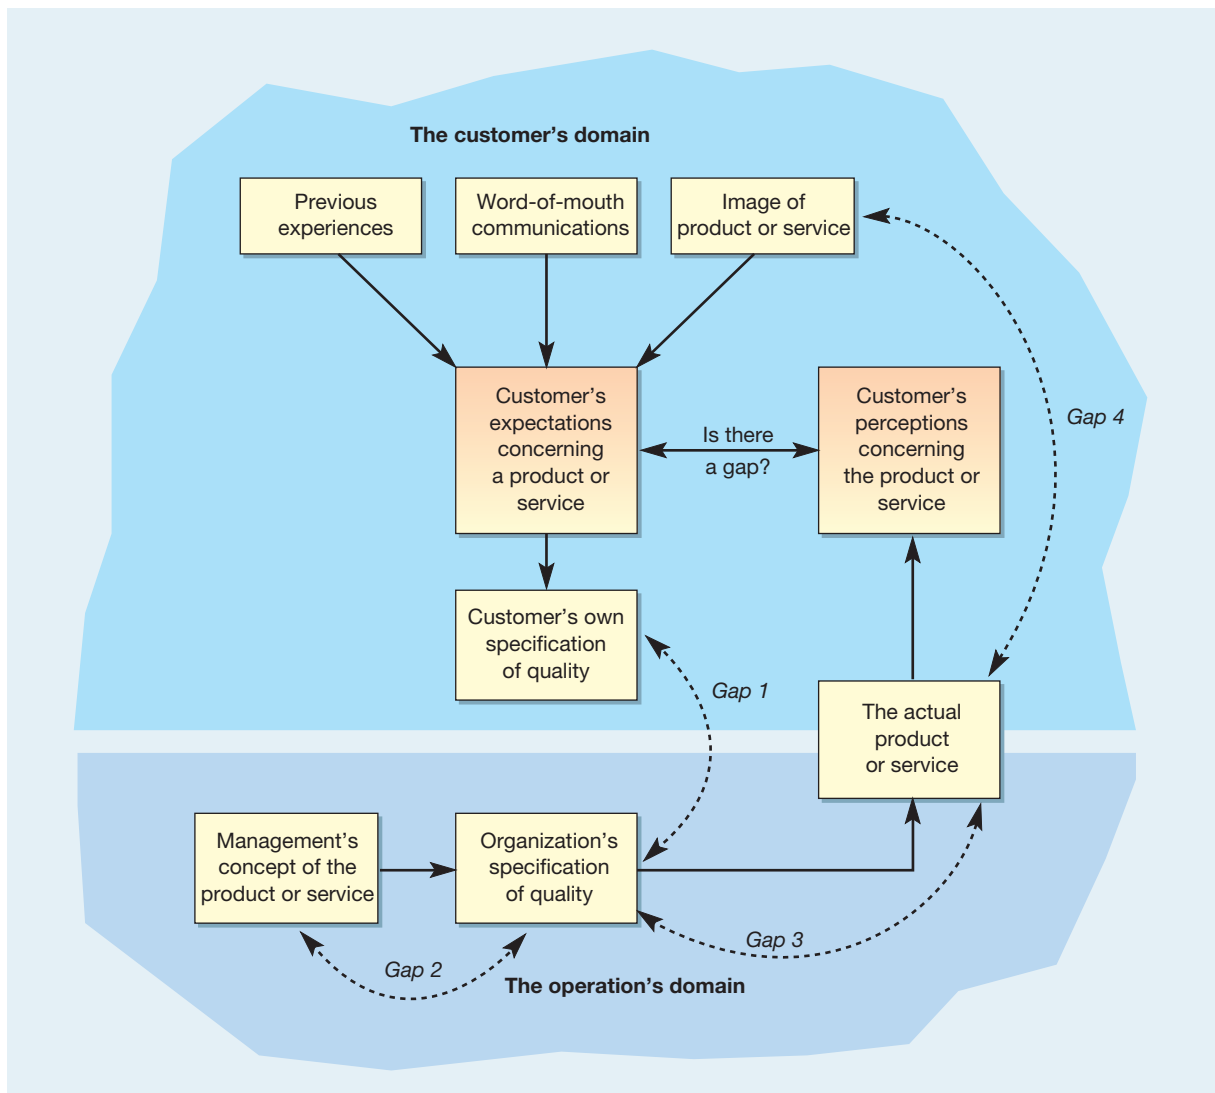 The customer's domain
Previous
experiences
Word-of-mouth
communications
Image of
product or service
Customer's
expectations
concerning
a product or
service
Is there
a gap?
Customer's
perceptions
concerning
the product or
service
Gap 4
Customer's own
specification
of quality
Gap 1
The actual
product
or service
Management's
concept of the
product or service
Organization's
specification
of quality
Gap 3
Gap 2
The operation's domain